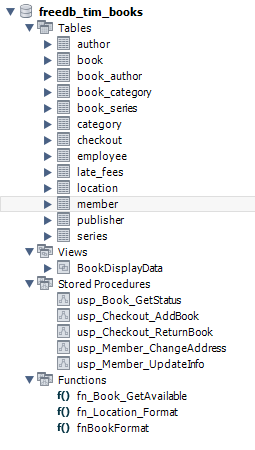 freedb_tim_books
Tables
author
book
book_author
book_category
book_series
category
checkout
employee
late_fees
location
member
publisher
series
Views
BookDisplayData
Stored Procedures
usp_Book_GetStatus
usp_Checkout_AddBook
usp_Checkout_ReturnBook
usp_Member_ChangeAddress
usp_Member_UpdateInfo
Functions
f() fn_Book_GetAvailable
f() fn_Location_Format
f() fnBookFormat